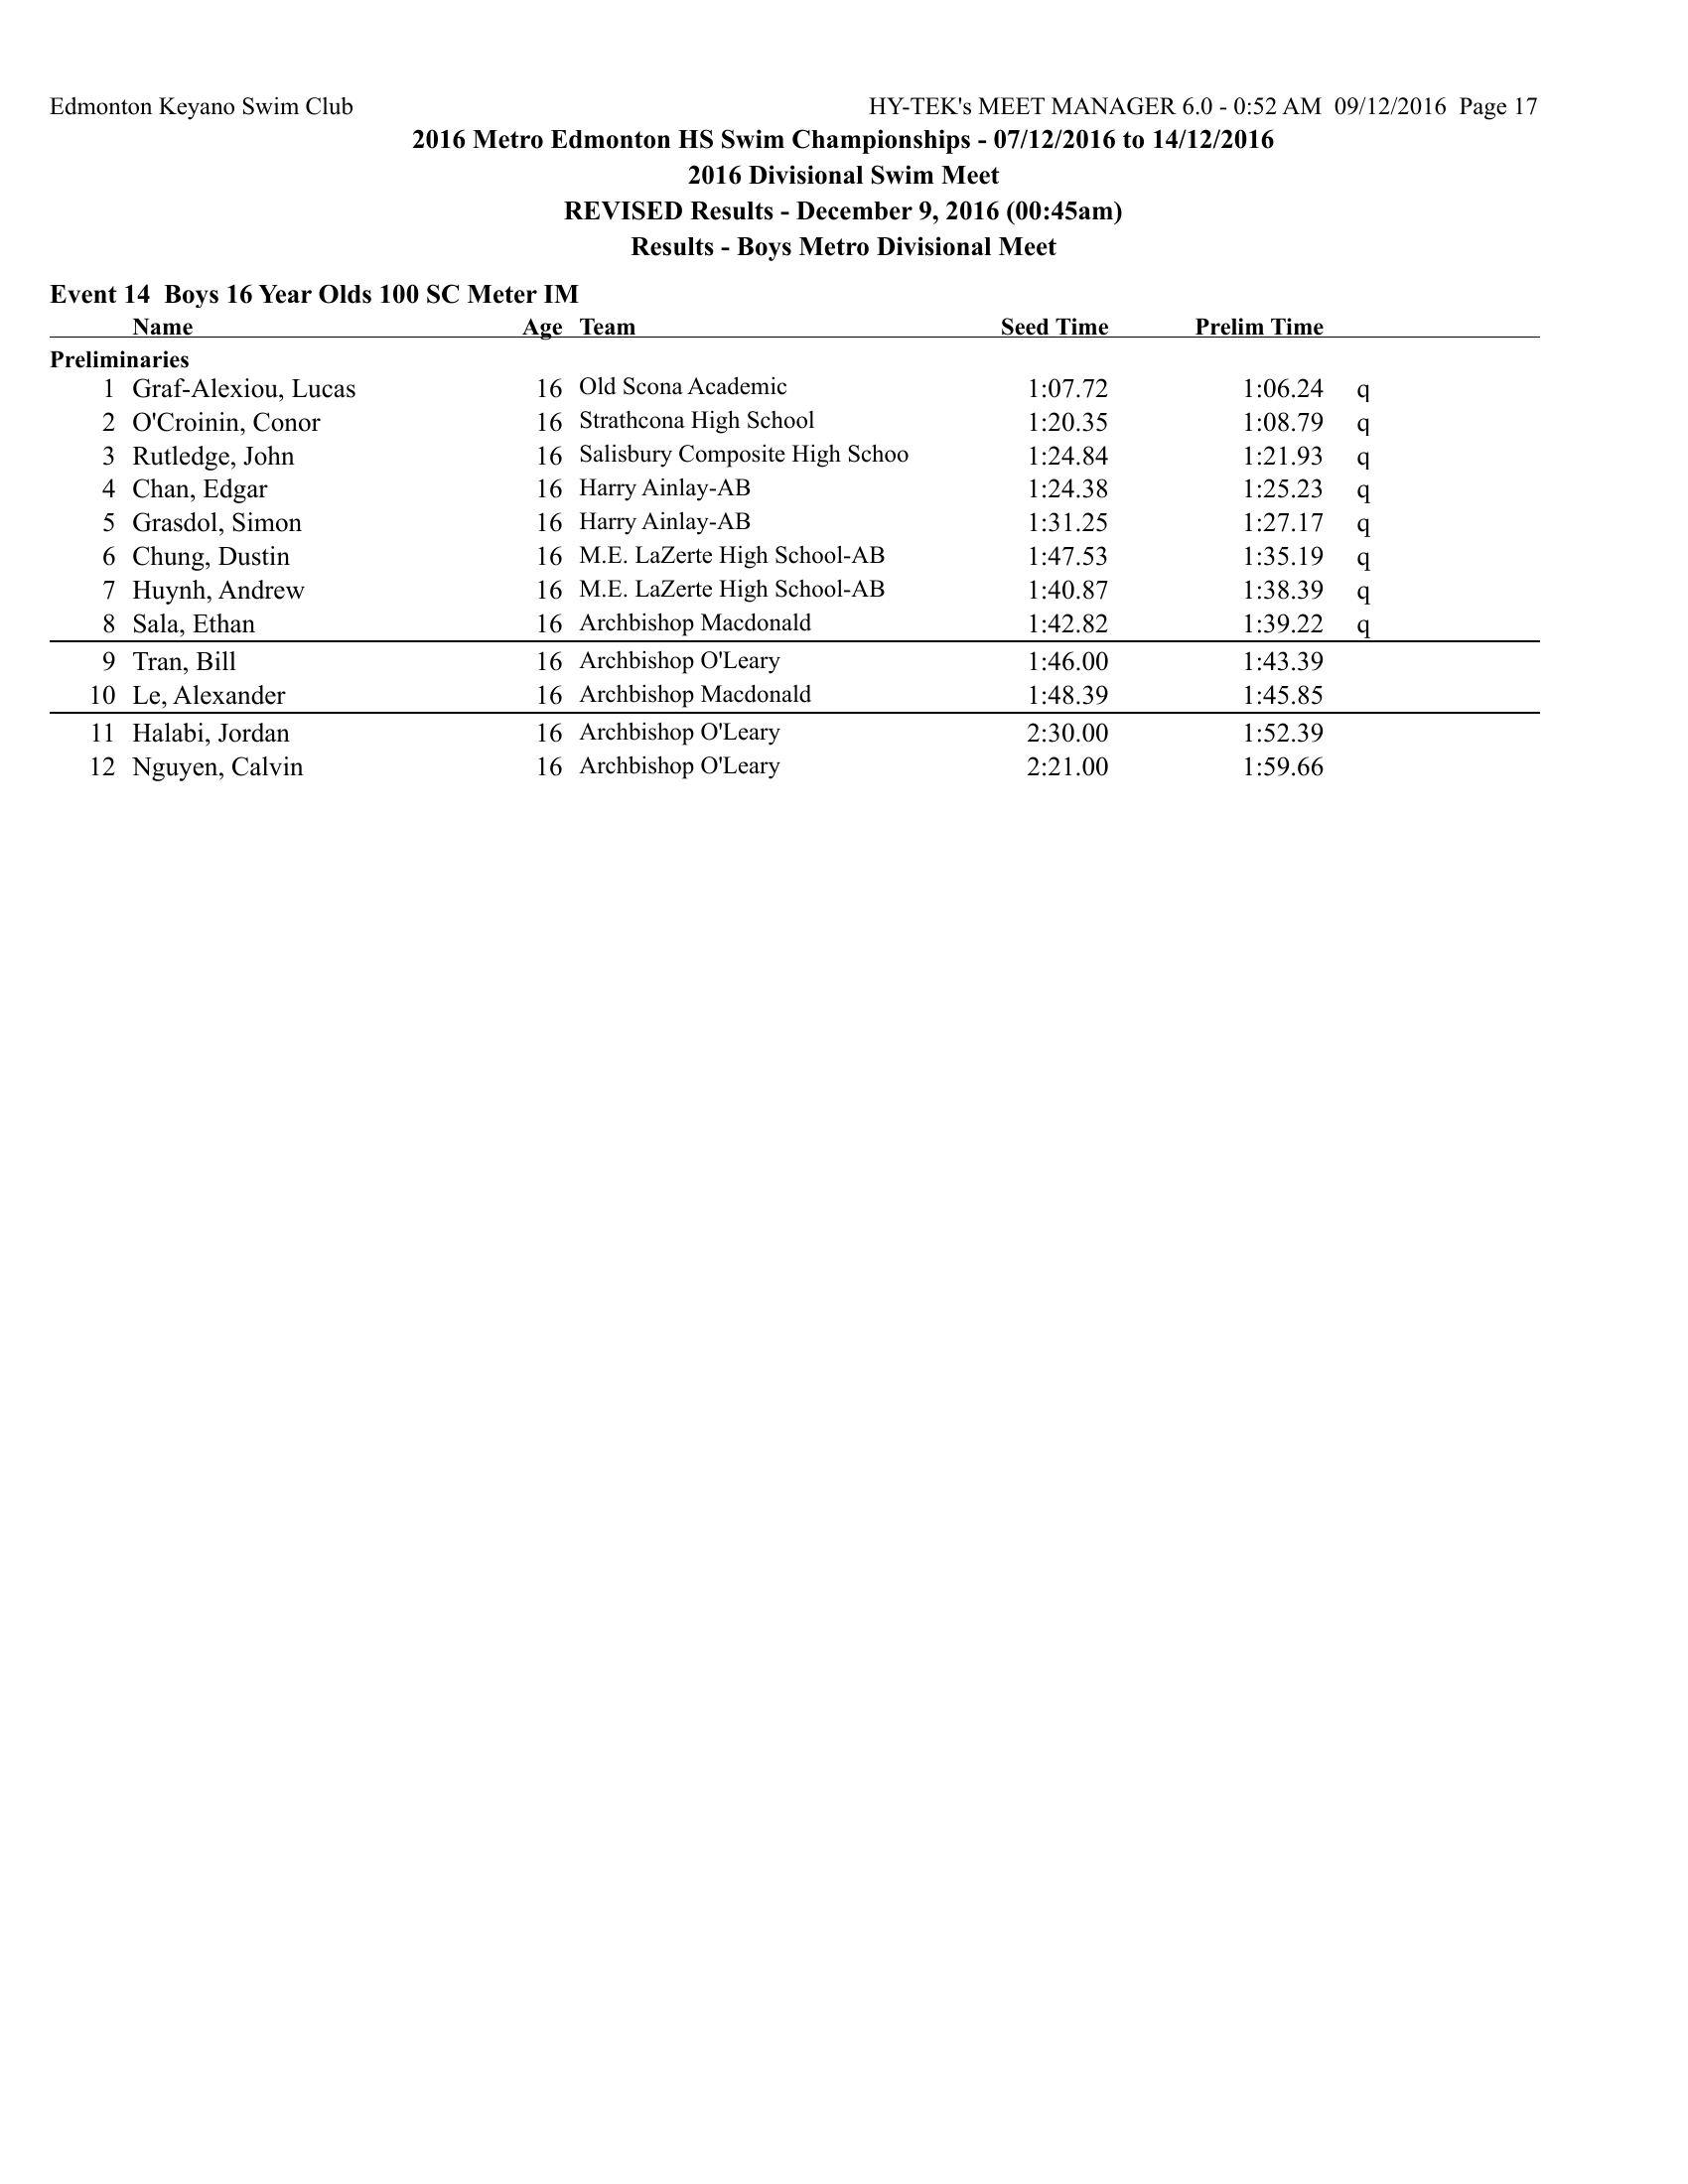 Edmonton Keyano Swim Club HY-TEK's MEET MANAGER 6.0 - 0:52 AM 09/12/2016 Page 17
2016 Metro Edmonton HS Swim Championships - 07/12/2016 to 14/12/2016
2016 Divisional Swim Meet
REVISED Results - December 9, 2016 (00:45am)
Results - Boys Metro Divisional Meet
Event 14 Boys 16 Year Olds 100 SC Meter IM
Name Age Team Seed Time Prelim Time
Preliminaries
1 Graf-Alexiou, Lucas 16 Old Scona Academic 1:07.72 1:06.24 q
2 O'Croinin, Conor 16 Strathcona High School 1:20.35 1:08.79 q
3 Rutledge, John 16 Salisbury Composite High Schoo 1:24.84 1:21.93 q
4 Chan, Edgar 16 Harry Ainlay-AB 1:24.38 1:25.23 q
5 Grasdol, Simon 16 Harry Ainlay-AB 1:31.25 1:27.17 q
6 Chung, Dustin 16 M.E. LaZerte High School-AB 1:47.53 1:35.19 q
7 Huynh, Andrew 16 M.E. LaZerte High School-AB 1:40.87 1:38.39 q
8 Sala, Ethan 16 Archbishop Macdonald 1:42.82 1:39.22 q
9 Tran, Bill 16 Archbishop O'Leary 1:46.00 1:43.39
10 Le, Alexander 16 Archbishop Macdonald 1:48.39 1:45.85
11 Halabi, Jordan 16 Archbishop O'Leary 2:30.00 1:52.39
12 Nguyen, Calvin 16 Archbishop O'Leary 2:21.00 1:59.66